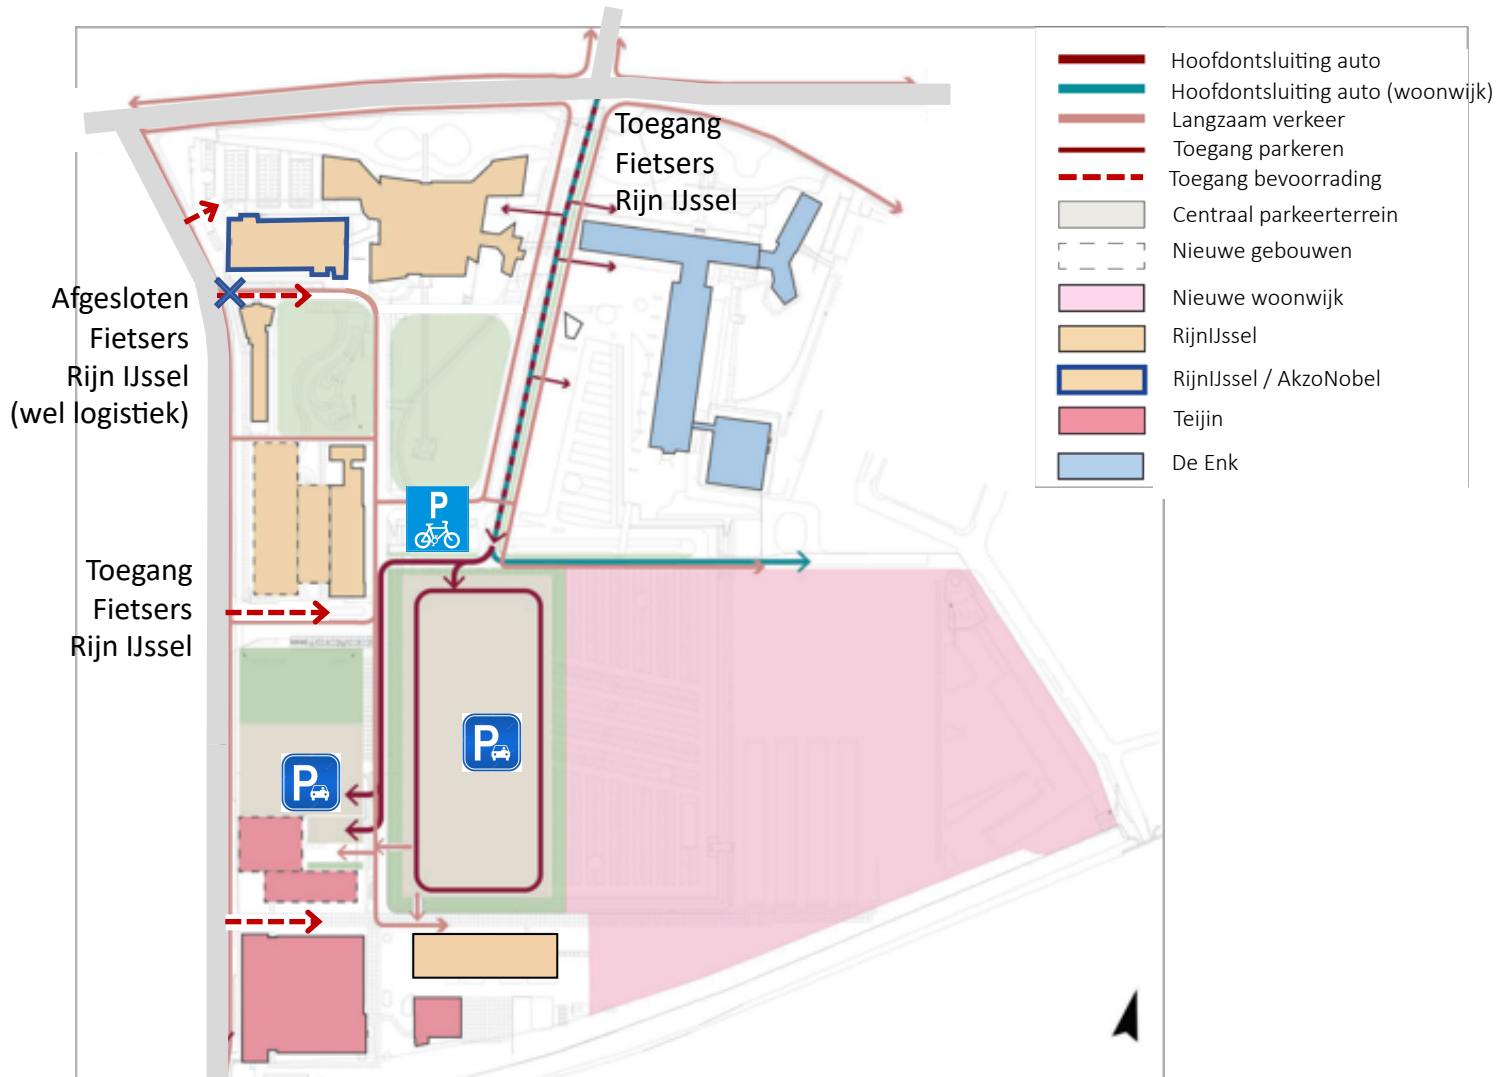 Toegang
Fietsers
Rijn IJssel
Afgesloten
Fietsers
Rijn IJssel
(wel logistiek)
P
Toegang
Fietsers
Rijn IJssel
P
P
Hoofdontsluiting auto
Hoofdontsluiting auto (woonwijk)
Langzaam verkeer
Toegang parkeren
Toegang bevoorrading
Centraal parkeerterrein
Nieuwe gebouwen
Nieuwe woonwijk
RijnIJssel
RijnIJssel / AkzoNobel
Teijin
De Enk